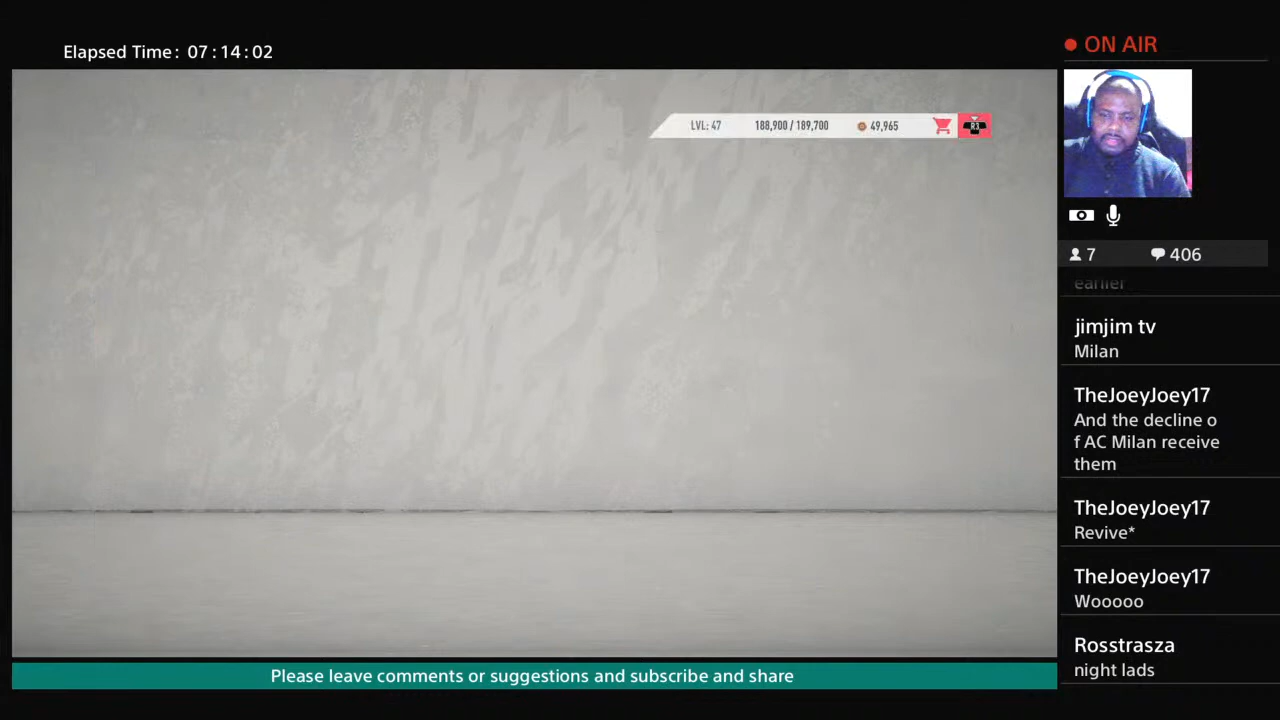 Elapsed Time: 07:14:02
ON AIR
LVL: 47 188,900 / 189,700 49,965
R3
7 406
earlier
jimjim tv
Milan
TheJoeyJoey17
And the decline o
f AC Milan receive
them
TheJoeyJoey17
Revive*
TheJoeyJoey17
Wooooo
Rosstrasza
night lads
Please leave comments or suggestions and subscribe and share